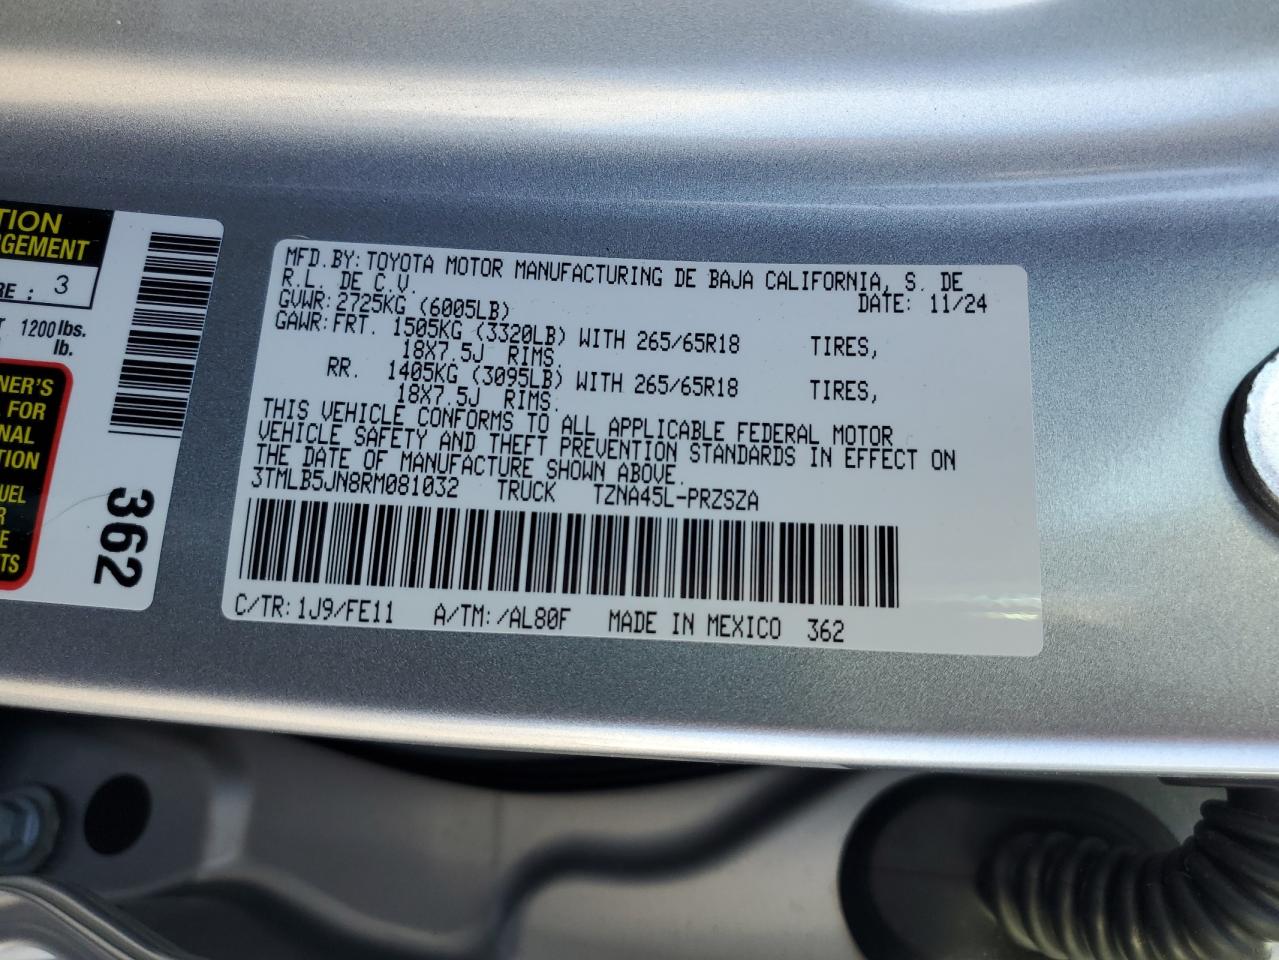 TION
GEMENT
RE : 3
T 1200 lbs.
lb.
NER'S
L FOR
NAL
TION
UEL
R
E
TS
362
MFD. BY: TOYOTA MOTOR MANUFACTURING DE BAJA CALIFORNIA, S. DE
R.L. DE C.V. DATE: 11/24
GVWR: 2725KG (6005LB)
GAWR: FRT. 1505KG (3320LB) WITH 265/65R18 TIRES,
18X7.5J RIMS.
RR. 1405KG (3095LB) WITH 265/65R18 TIRES,
18X7.5J RIMS.
THIS VEHICLE CONFORMS TO ALL APPLICABLE FEDERAL MOTOR
VEHICLE SAFETY AND THEFT PREVENTION STANDARDS IN EFFECT ON
THE DATE OF MANUFACTURE SHOWN ABOVE.
3TMLB5JN8RM081032 TRUCK TZNA45L-PRZSZA
C/TR: 1J9/FE11 A/TM: /AL80F MADE IN MEXICO 362